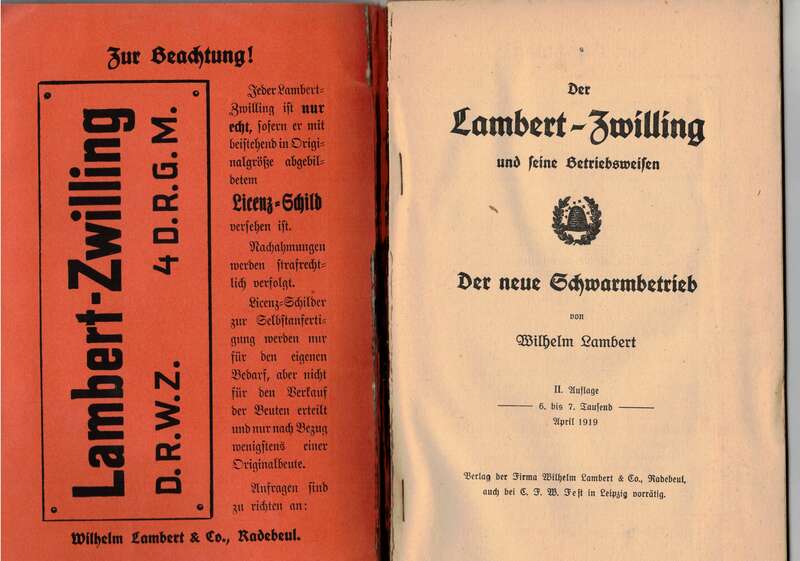 Zur Beachtung!
Lambert-Zwilling
D.R.W.Z. 4 D.R.G.M.
Jeder Lambert-
Zwilling ist nur
echt, sofern er mit
beistehend in Origi-
nalgröße abgebil-
detem
Licenz-Schild
versehen ist.
Nachahmungen
werden strafrecht-
lich verfolgt.
Licenz-Schilder
zur Selbstanferti-
gung werden nur
für den eigenen
Bedarf, aber nicht
für den Verkauf
der Beuten erteilt
und nur nach Bezug
wenigstens einer
Originalbeute.
Anfragen sind
zu richten an:
Wilhelm Lambert & Co., Radebeul.
Der
Lambert-Zwilling
und seine Betriebsweisen
Der neue Schwarmbetrieb
von
Wilhelm Lambert
II. Auflage
6. bis 7. Tausend
April 1919
Verlag der Firma Wilhelm Lambert & Co., Radebeul,
auch bei C. F. W. Fest in Leipzig vorrätig.